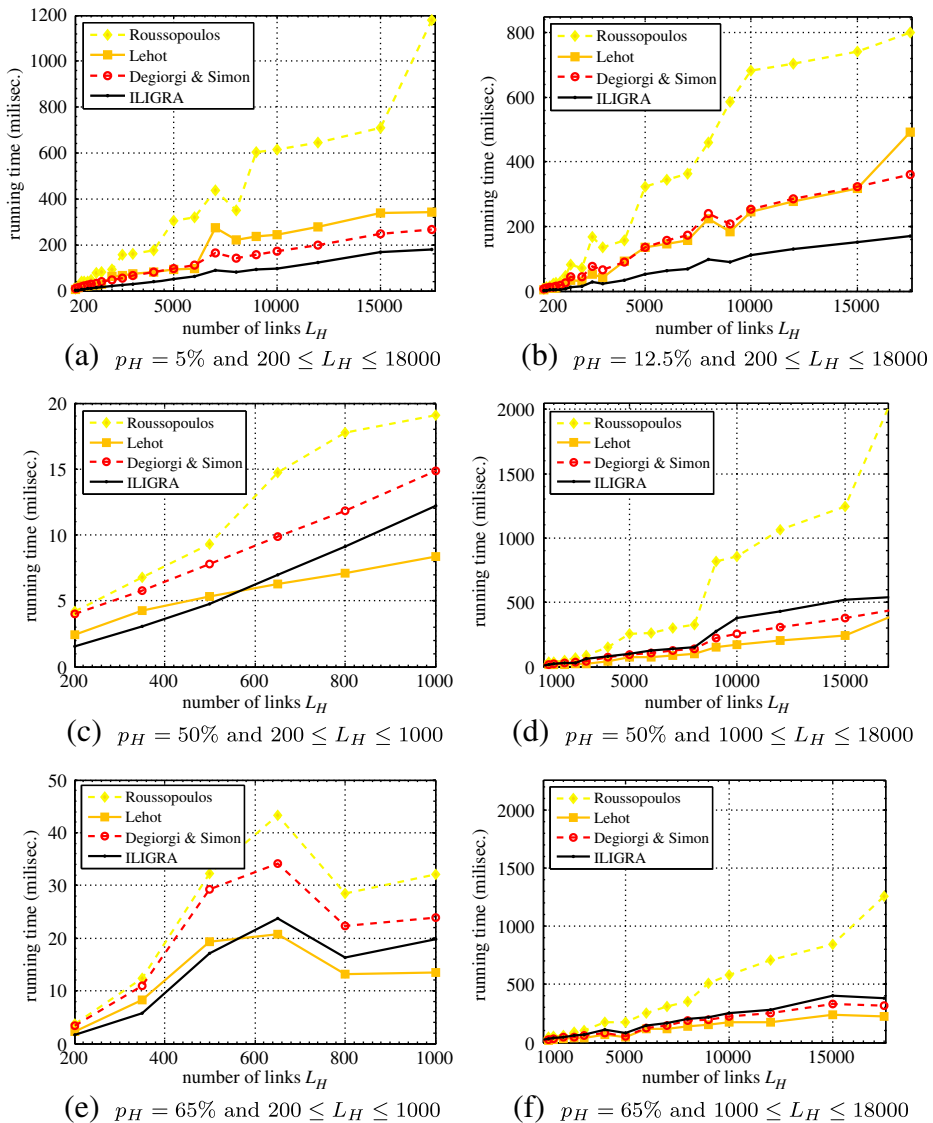 1200
1000
800
600
400
200
0
running time (milisec.)
Roussopoulos
Lehot
Degiorgi & Simon
ILIGRA
200
5000
10000
15000
number of links L_H
(a) p_H = 5% and 200 ≤ L_H ≤ 18000
800
600
400
200
0
running time (milisec.)
Roussopoulos
Lehot
Degiorgi & Simon
ILIGRA
200
5000
10000
15000
number of links L_H
(b) p_H = 12.5% and 200 ≤ L_H ≤ 18000
20
15
10
5
0
running time (milisec.)
Roussopoulos
Lehot
Degiorgi & Simon
ILIGRA
200
400
600
800
1000
number of links L_H
(c) p_H = 50% and 200 ≤ L_H ≤ 1000
2000
1500
1000
500
0
running time (milisec.)
Roussopoulos
Lehot
Degiorgi & Simon
ILIGRA
1000
5000
10000
15000
number of links L_H
(d) p_H = 50% and 1000 ≤ L_H ≤ 18000
50
40
30
20
10
0
running time (milisec.)
Roussopoulos
Lehot
Degiorgi & Simon
ILIGRA
200
400
600
800
1000
number of links L_H
(e) p_H = 65% and 200 ≤ L_H ≤ 1000
2000
1500
1000
500
0
running time (milisec.)
Roussopoulos
Lehot
Degiorgi & Simon
ILIGRA
1000
5000
10000
15000
number of links L_H
(f) p_H = 65% and 1000 ≤ L_H ≤ 18000